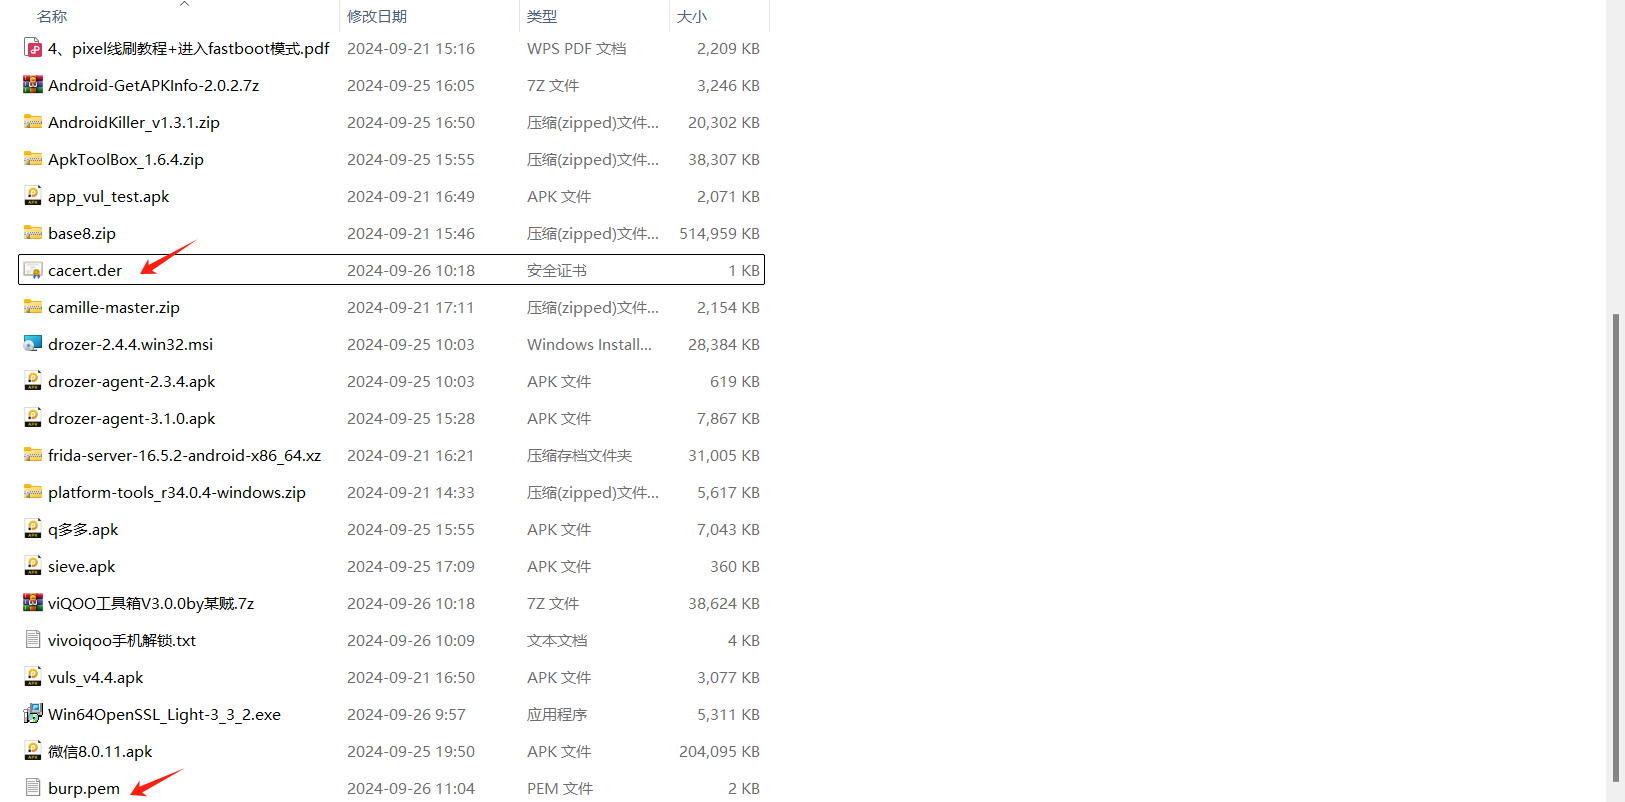 名称 修改日期 类型 大小
4、pixel线刷教程+进入fastboot模式.pdf 2024-09-21 15:16 WPS PDF 文档 2,209 KB
Android-GetAPKInfo-2.0.2.7z 2024-09-25 16:05 7Z 文件 3,246 KB
AndroidKiller_v1.3.1.zip 2024-09-25 16:50 压缩(zipped)文件... 20,302 KB
ApkToolBox_1.6.4.zip 2024-09-25 15:55 压缩(zipped)文件... 38,307 KB
app_vul_test.apk 2024-09-21 16:49 APK 文件 2,071 KB
base8.zip 2024-09-21 15:46 压缩(zipped)文件... 514,959 KB
cacert.der 2024-09-26 10:18 安全证书 1 KB
camille-master.zip 2024-09-21 17:11 压缩(zipped)文件... 2,154 KB
drozer-2.4.4.win32.msi 2024-09-25 10:03 Windows Install... 28,384 KB
drozer-agent-2.3.4.apk 2024-09-25 10:03 APK 文件 619 KB
drozer-agent-3.1.0.apk 2024-09-25 15:28 APK 文件 7,867 KB
frida-server-16.5.2-android-x86_64.xz 2024-09-21 16:21 压缩存档文件夹 31,005 KB
platform-tools_r34.0.4-windows.zip 2024-09-21 14:33 压缩(zipped)文件... 5,617 KB
q多多.apk 2024-09-25 15:55 APK 文件 7,043 KB
sieve.apk 2024-09-25 17:09 APK 文件 360 KB
viQOO工具箱V3.0.0by某贼.7z 2024-09-26 10:18 7Z 文件 38,624 KB
vivoiqoo手机解锁.txt 2024-09-26 10:09 文本文档 4 KB
vuls_v4.4.apk 2024-09-21 16:50 APK 文件 3,077 KB
Win64OpenSSL_Light-3_3_2.exe 2024-09-26 9:57 应用程序 5,311 KB
微信8.0.11.apk 2024-09-25 19:50 APK 文件 204,095 KB
burp.pem 2024-09-26 11:04 PEM 文件 2 KB